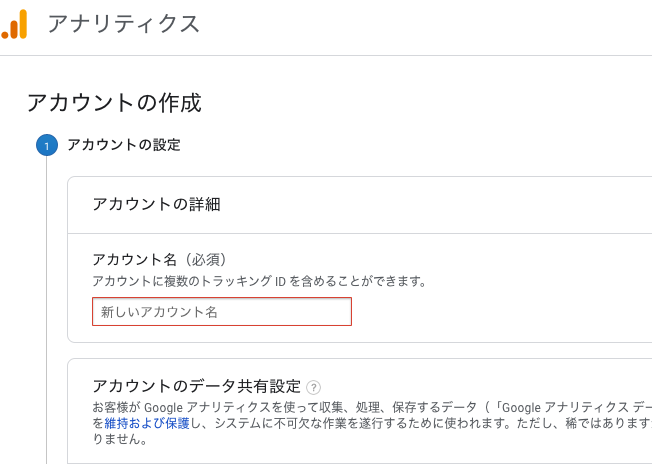 アナリティクス
アカウントの作成
1 アカウントの設定
アカウントの詳細
アカウント名（必須）
アカウントに複数のトラッキング ID を含めることができます。
新しいアカウント名
アカウントのデータ共有設定 ?
お客様が Google アナリティクスを使って収集、処理、保存するデータ（「Google アナリティクス デー
を維持および保護し、システムに不可欠な作業を遂行するために使われます。ただし、稀ではあります
りません。